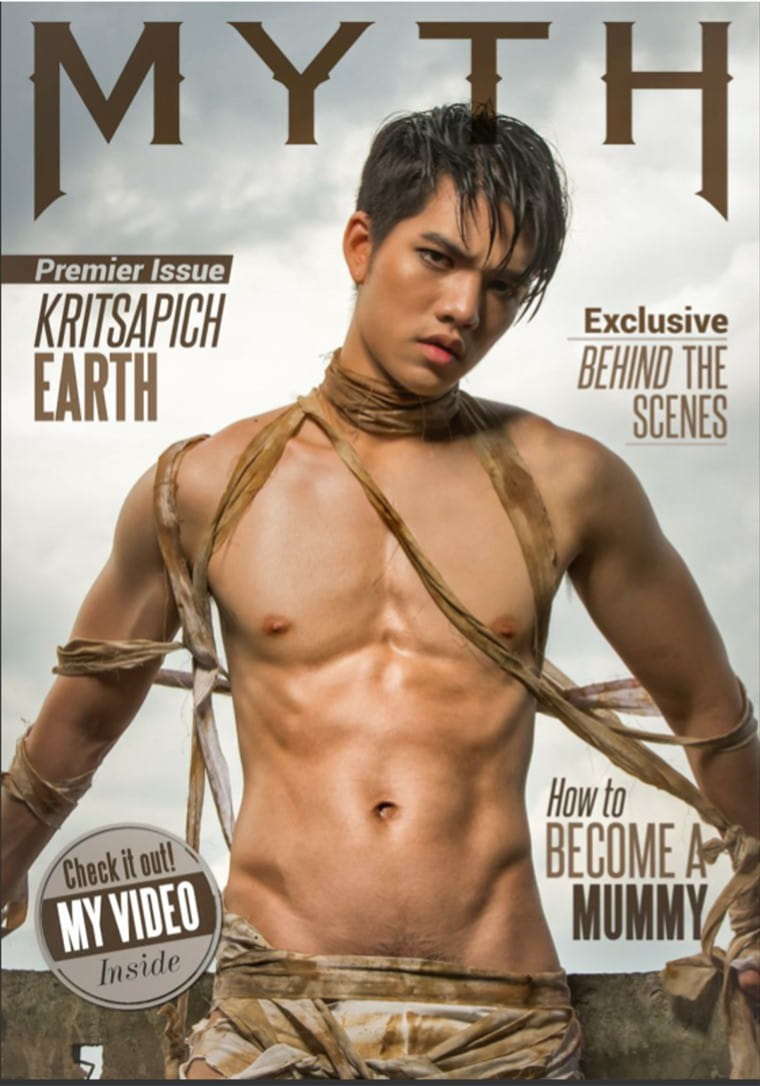 MYTH
Premier Issue
KRITSAPICH
EARTH
Exclusive
BEHIND THE
SCENES
How to
BECOME A
MUMMY
Check it out!
MY VIDEO
Inside